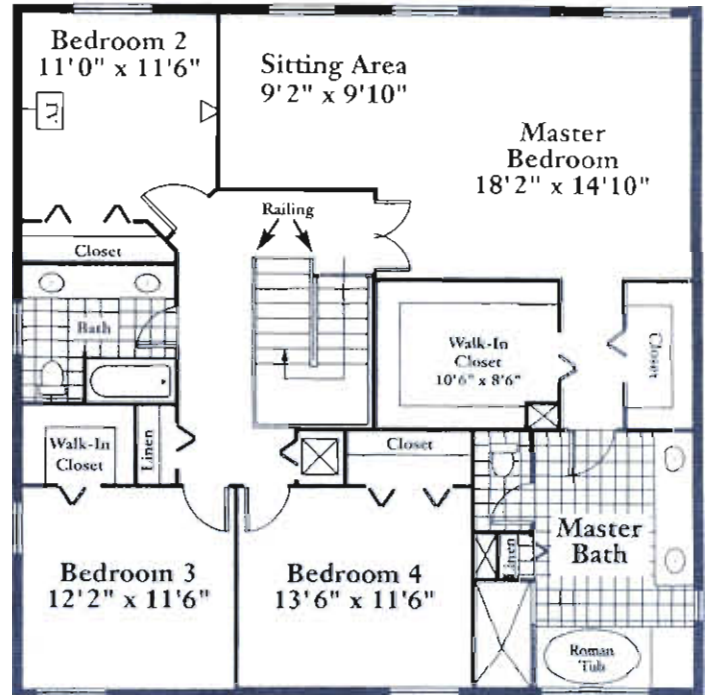 Bedroom 2
11'0" x 11'6"
Sitting Area
9'2" x 9'10"
Master
Bedroom
18'2" x 14'10"
Railing
Closet
Bath
Walk-In
Closet
10'6" x 8'6"
Closet
Walk-In
Closet
Linen
Closet
Bedroom 3
12'2" x 11'6"
Bedroom 4
13'6" x 11'6"
Linen
Master
Bath
Roman
Tub